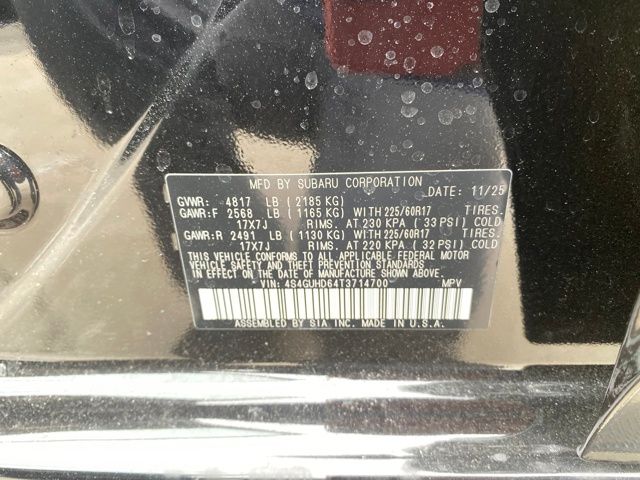 MFD BY SUBARU CORPORATION DATE: 11/25
GVWR: 4817 LB ( 2185 KG)
GAWR:F 2568 LB ( 1165 KG) WITH 225/60R17 TIRES.
17X7J RIMS. AT 230 KPA ( 33 PSI) COLD
GAWR:R 2491 LB ( 1130 KG) WITH 225/60R17 TIRES.
17X7J RIMS. AT 220 KPA ( 32 PSI) COLD
THIS VEHICLE CONFORMS TO ALL APPLICABLE FEDERAL MOTOR
VEHICLE SAFETY AND THEFT PREVENTION STANDARDS
IN EFFECT ON THE DATE OF MANUFACTURE SHOWN ABOVE.
VIN: 4S4GUHD64T3714700 MPV
ASSEMBLED BY SIA INC. MADE IN U.S.A.